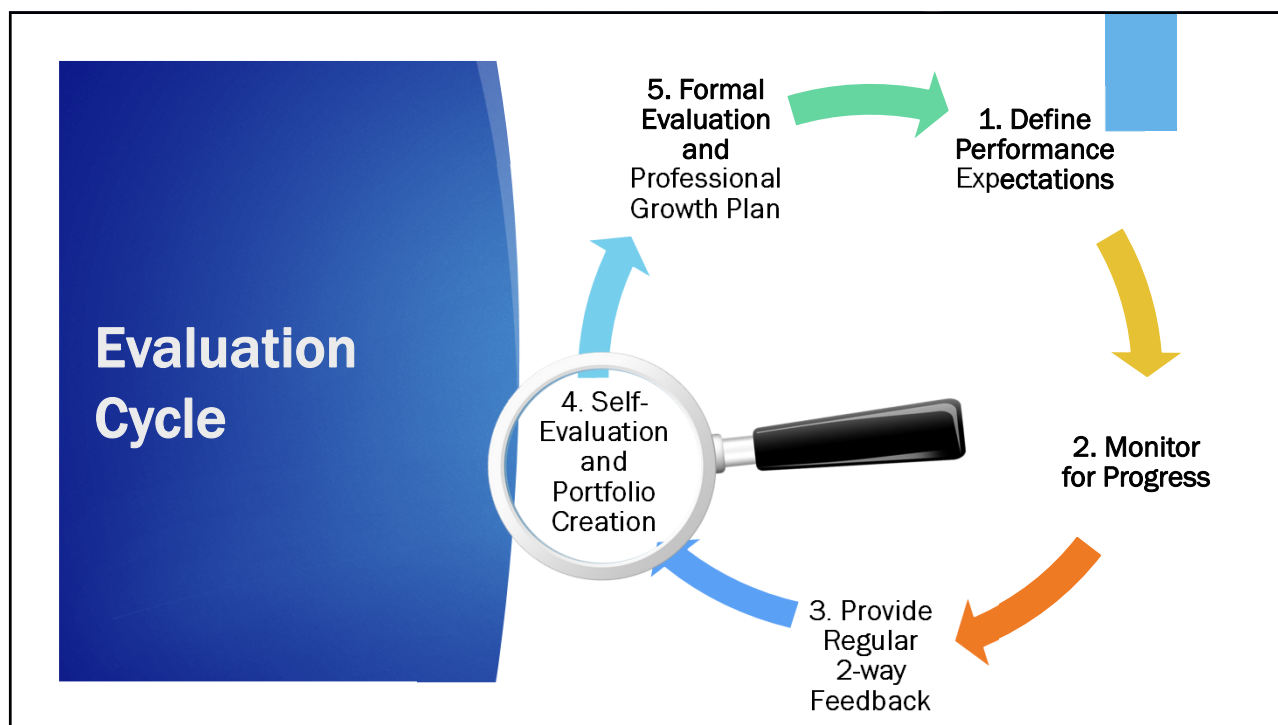 Evaluation
Cycle
1. Define
Performance
Expectations
2. Monitor
for Progress
3. Provide
Regular
2-way
Feedback
4. Self-
Evaluation
and
Portfolio
Creation
5. Formal
Evaluation
and
Professional
Growth Plan